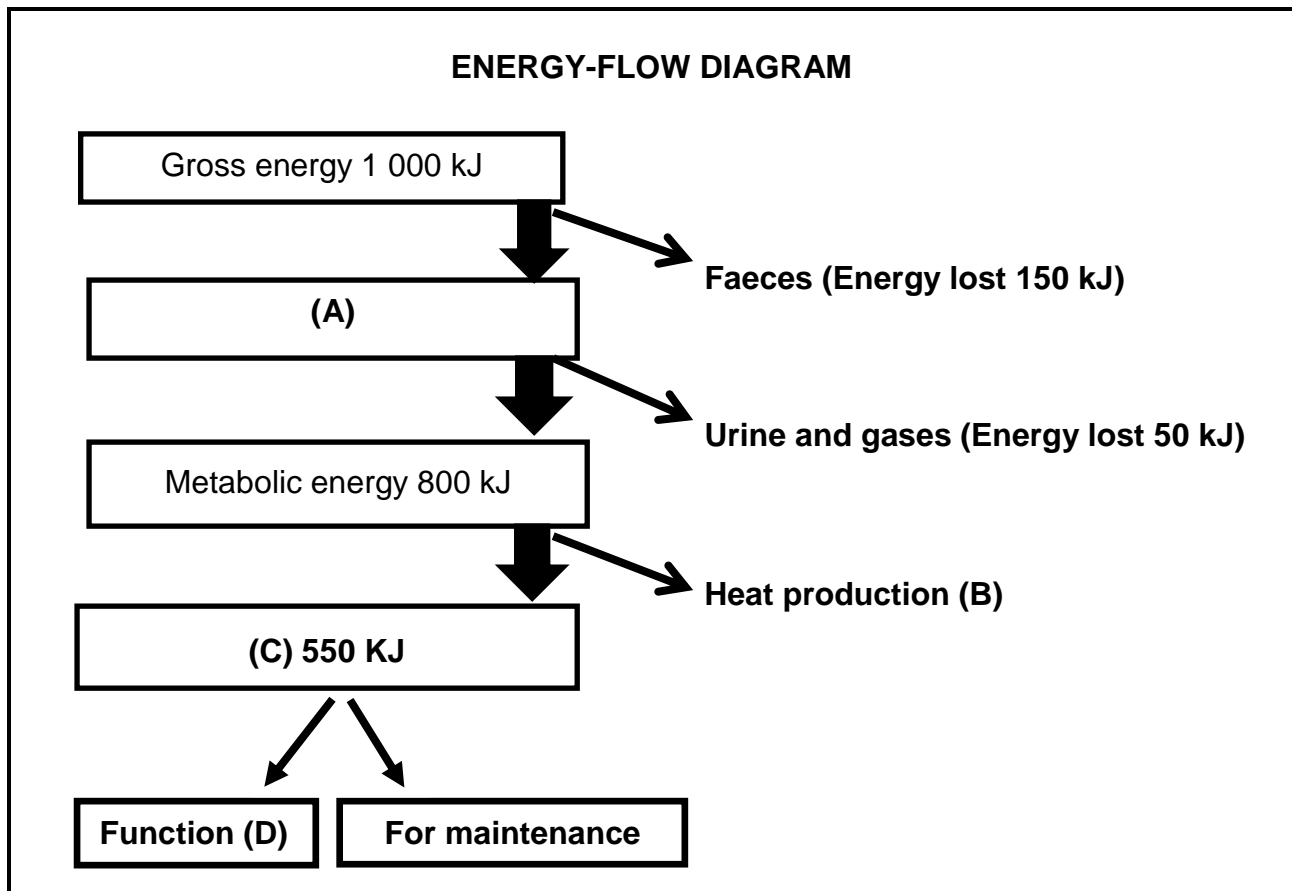 ENERGY-FLOW DIAGRAM
Gross energy 1 000 kJ
Faeces (Energy lost 150 kJ)
(A)
Urine and gases (Energy lost 50 kJ)
Metabolic energy 800 kJ
Heat production (B)
(C) 550 KJ
Function (D)
For maintenance